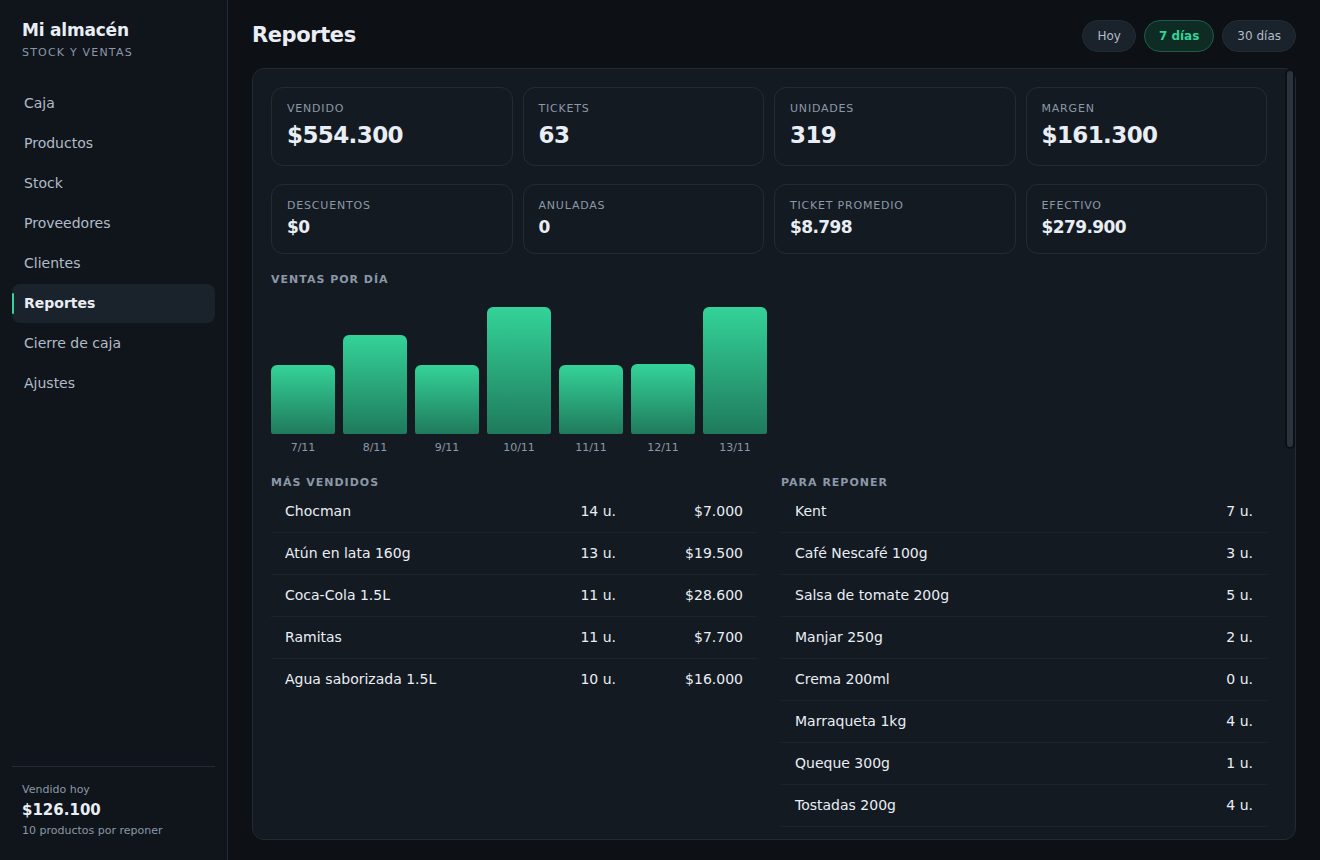 Mi almacén
STOCK Y VENTAS
Caja
Productos
Stock
Proveedores
Clientes
Reportes
Cierre de caja
Ajustes
Vendido hoy
$126.100
10 productos por reponer
Reportes
Hoy
7 días
30 días
VENDIDO
$554.300
TICKETS
63
UNIDADES
319
MARGEN
$161.300
DESCUENTOS
$0
ANULADAS
0
TICKET PROMEDIO
$8.798
EFECTIVO
$279.900
VENTAS POR DÍA
7/11 8/11 9/11 10/11 11/11 12/11 13/11
MÁS VENDIDOS
Chocman 14 u. $7.000
Atún en lata 160g 13 u. $19.500
Coca-Cola 1.5L 11 u. $28.600
Ramitas 11 u. $7.700
Agua saborizada 1.5L 10 u. $16.000
PARA REPONER
Kent 7 u.
Café Nescafé 100g 3 u.
Salsa de tomate 200g 5 u.
Manjar 250g 2 u.
Crema 200ml 0 u.
Marraqueta 1kg 4 u.
Queque 300g 1 u.
Tostadas 200g 4 u.